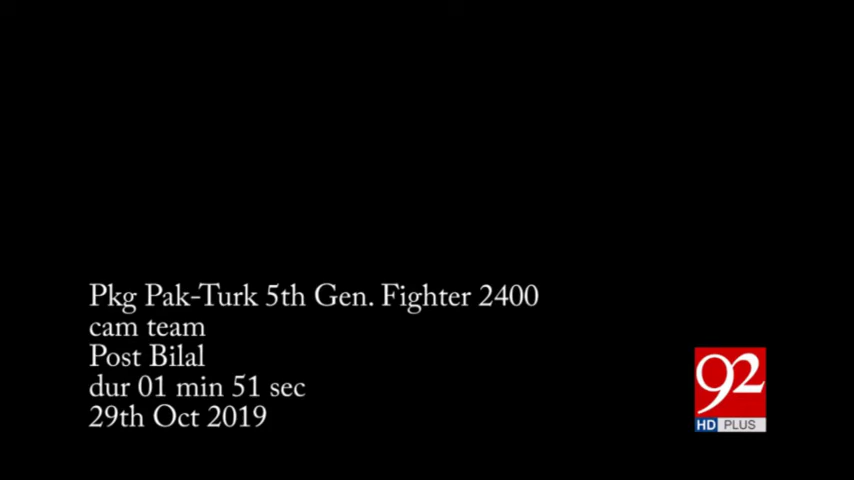 Pkg Pak-Turk 5th Gen. Fighter 2400
cam team
Post Bilal
dur 01 min 51 sec
29th Oct 2019
92
HD PLUS